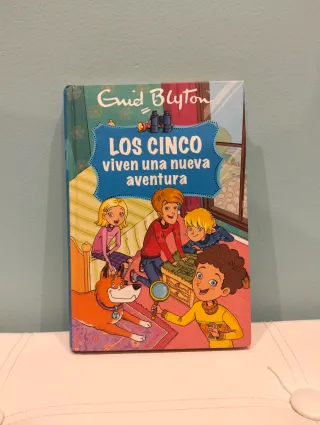 Enid Blyton
LOS CINCO
viven una nueva
aventura